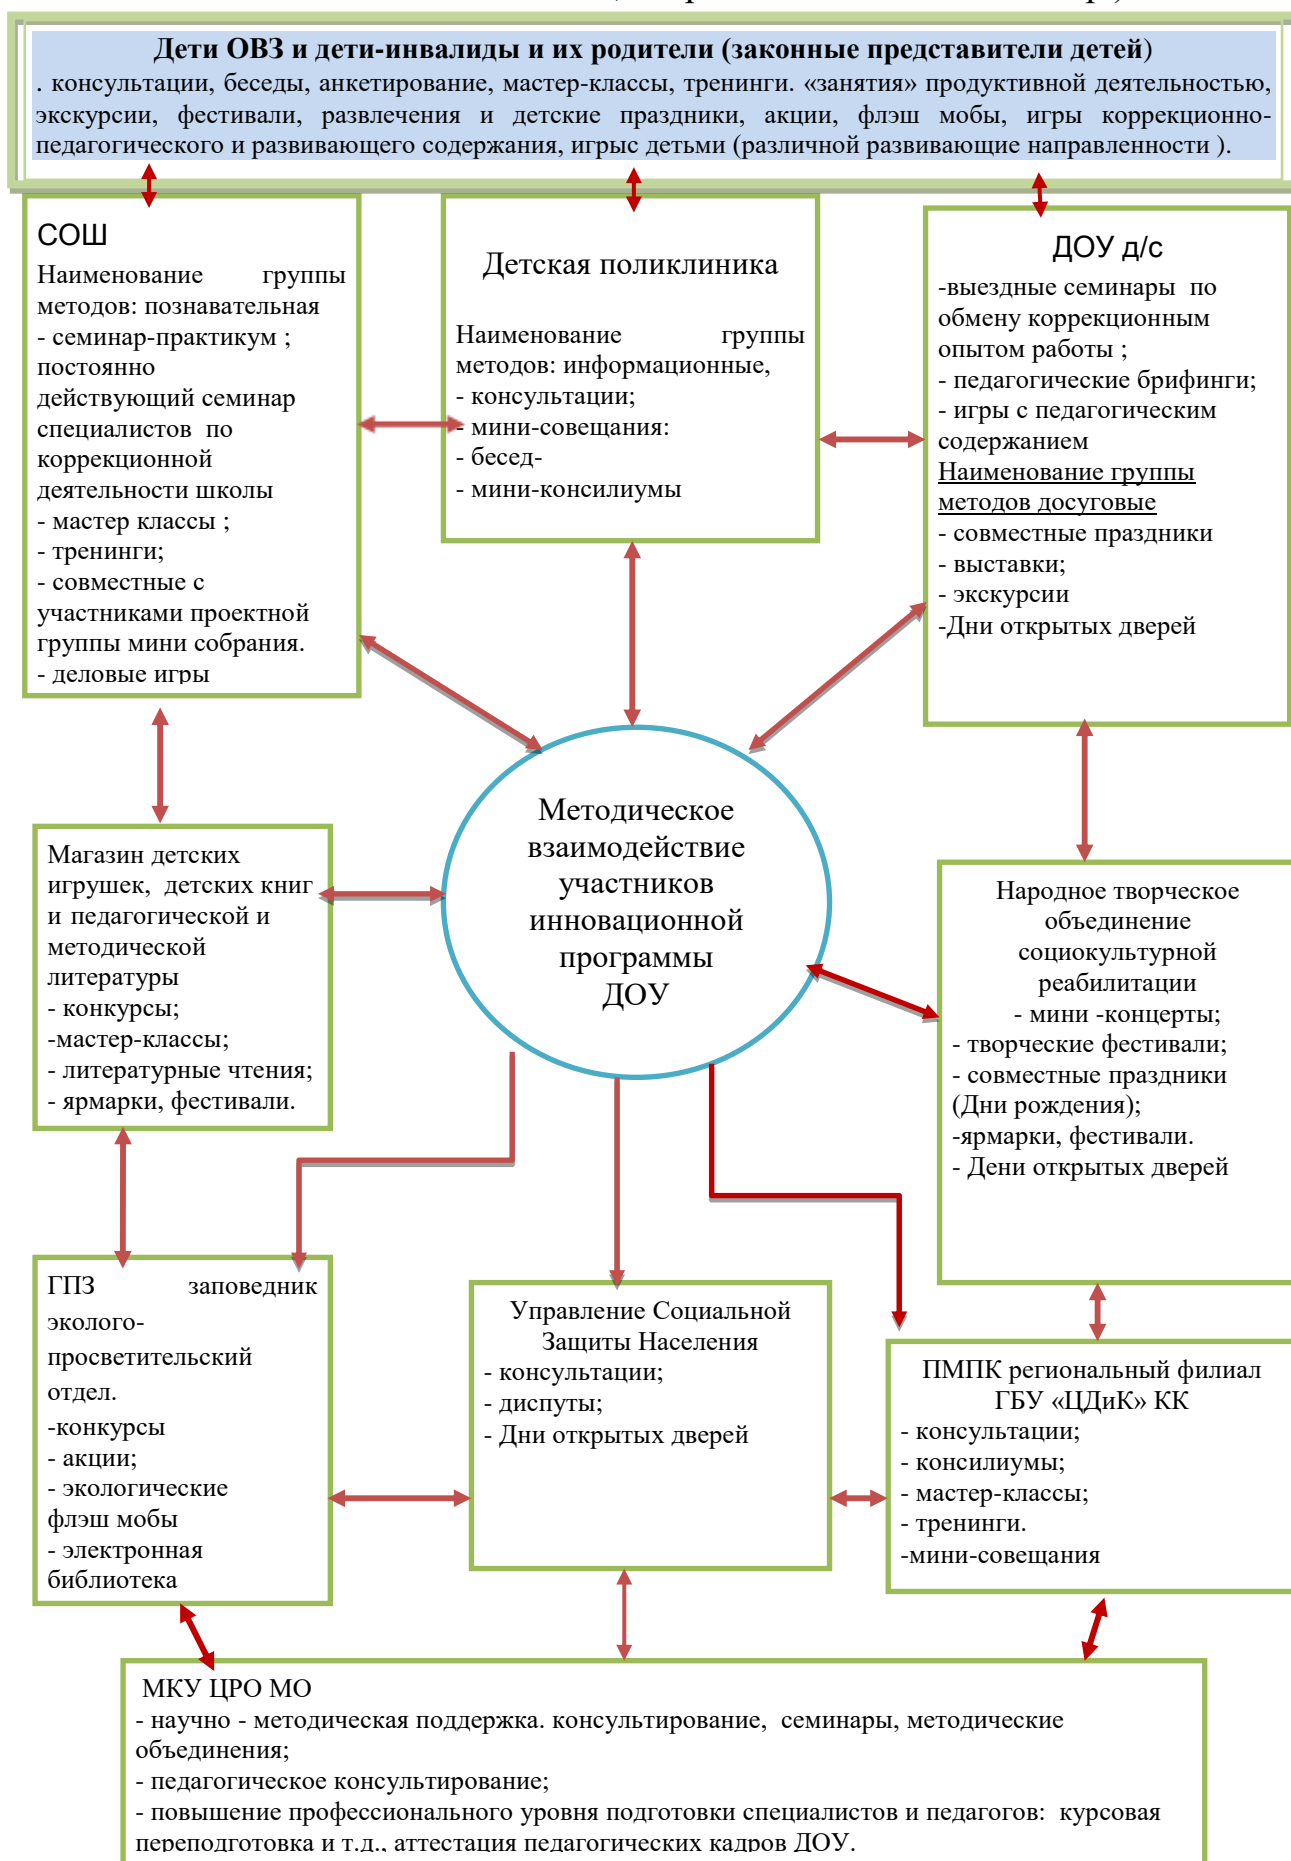 Дети ОВЗ и дети-инвалиды и их родители (законные представители детей)
. консультации, беседы, анкетирование, мастер-классы, тренинги. «занятия» продуктивной деятельностью,
экскурсии, фестивали, развлечения и детские праздники, акции, флэш мобы, игры коррекционно-
педагогического и развивающего содержания, игрыс детьми (различной развивающие направленности ).
СОШ
Наименование группы
методов: познавательная
- семинар-практикум ;
постоянно
действующий семинар
специалистов по
коррекционной
деятельности школы
- мастер классы ;
- тренинги;
- совместные с
участниками проектной
группы мини собрания.
- деловые игры
Детская поликлиника
Наименование группы
методов: информационные,
- консультации;
- мини-совещания:
- бесед-
- мини-консилиумы
ДОУ д/с
-выездные семинары по
обмену коррекционным
опытом работы ;
- педагогические брифинги;
- игры с педагогическим
содержанием
Наименование группы
методов досуговые
- совместные праздники
- выставки;
- экскурсии
-Дни открытых дверей
Методическое
взаимодействие
участников
инновационной
программы
ДОУ
Магазин детских
игрушек, детских книг
и педагогической и
методической
литературы
- конкурсы;
-мастер-классы;
- литературные чтения;
- ярмарки, фестивали.
Народное творческое
объединение
социокультурной
реабилитации
- мини -концерты;
- творческие фестивали;
- совместные праздники
(Дни рождения);
-ярмарки, фестивали.
- Дени открытых дверей
ГПЗ заповедник
эколого-
просветительский
отдел.
-конкурсы
- акции;
- экологические
флэш мобы
- электронная
библиотека
Управление Социальной
Защиты Населения
- консультации;
- диспуты;
- Дни открытых дверей
ПМПК региональный филиал
ГБУ «ЦДиК» КК
- консультации;
- консилиумы;
- мастер-классы;
- тренинги.
-мини-совещания
МКУ ЦРО МО
- научно - методическая поддержка. консультирование, семинары, методические
объединения;
- педагогическое консультирование;
- повышение профессионального уровня подготовки специалистов и педагогов: курсовая
переподготовка и т.д., аттестация педагогических кадров ДОУ.